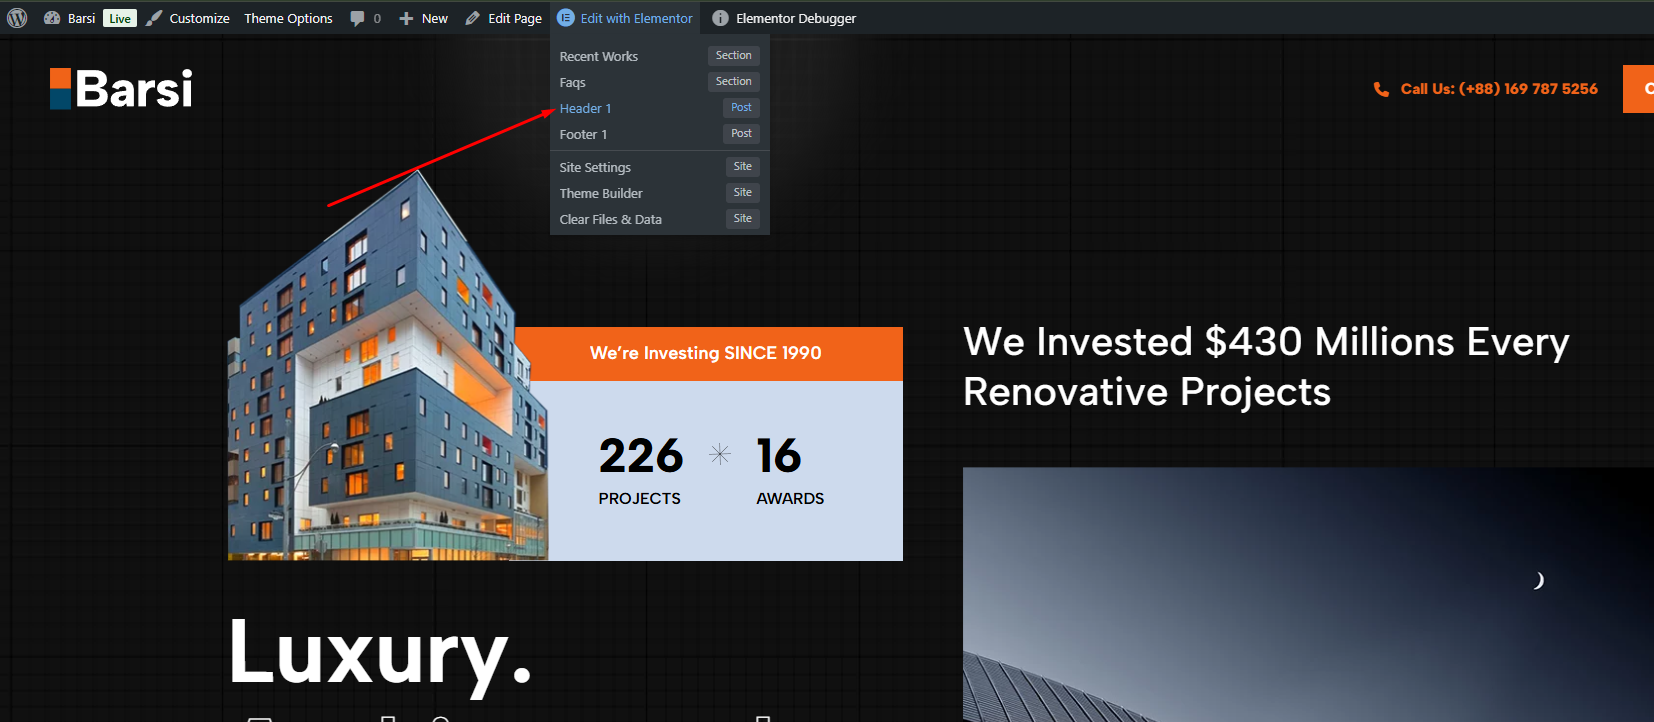 Barsi Live Customize Theme Options 0 New Edit Page Edit with Elementor Elementor Debugger
Recent Works Section
Faqs Section
Header 1 Post
Footer 1 Post
Site Settings Site
Theme Builder Site
Clear Files & Data Site
Barsi
Call Us: (+88) 169 787 5256
We're Investing SINCE 1990
226 16
PROJECTS AWARDS
We Invested $430 Millions Every
Renovative Projects
Luxury.